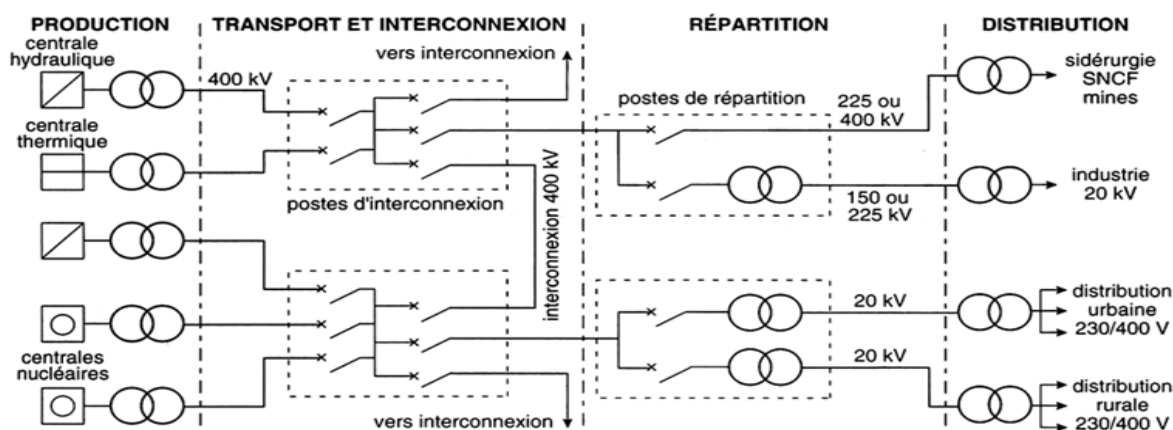 PRODUCTION
TRANSPORT ET INTERCONNEXION
RÉPARTITION
DISTRIBUTION
centrale
hydraulique
400 kV
vers interconnexion
centrale
thermique
postes d'interconnexion
interconnexion 400 kV
centrales
nucléaires
vers interconnexion
postes de répartition
225 ou
400 kV
150 ou
225 kV
20 kV
20 kV
sidérurgie
SNCF
mines
industrie
20 kV
distribution
urbaine
230/400 V
distribution
rurale
230/400 V